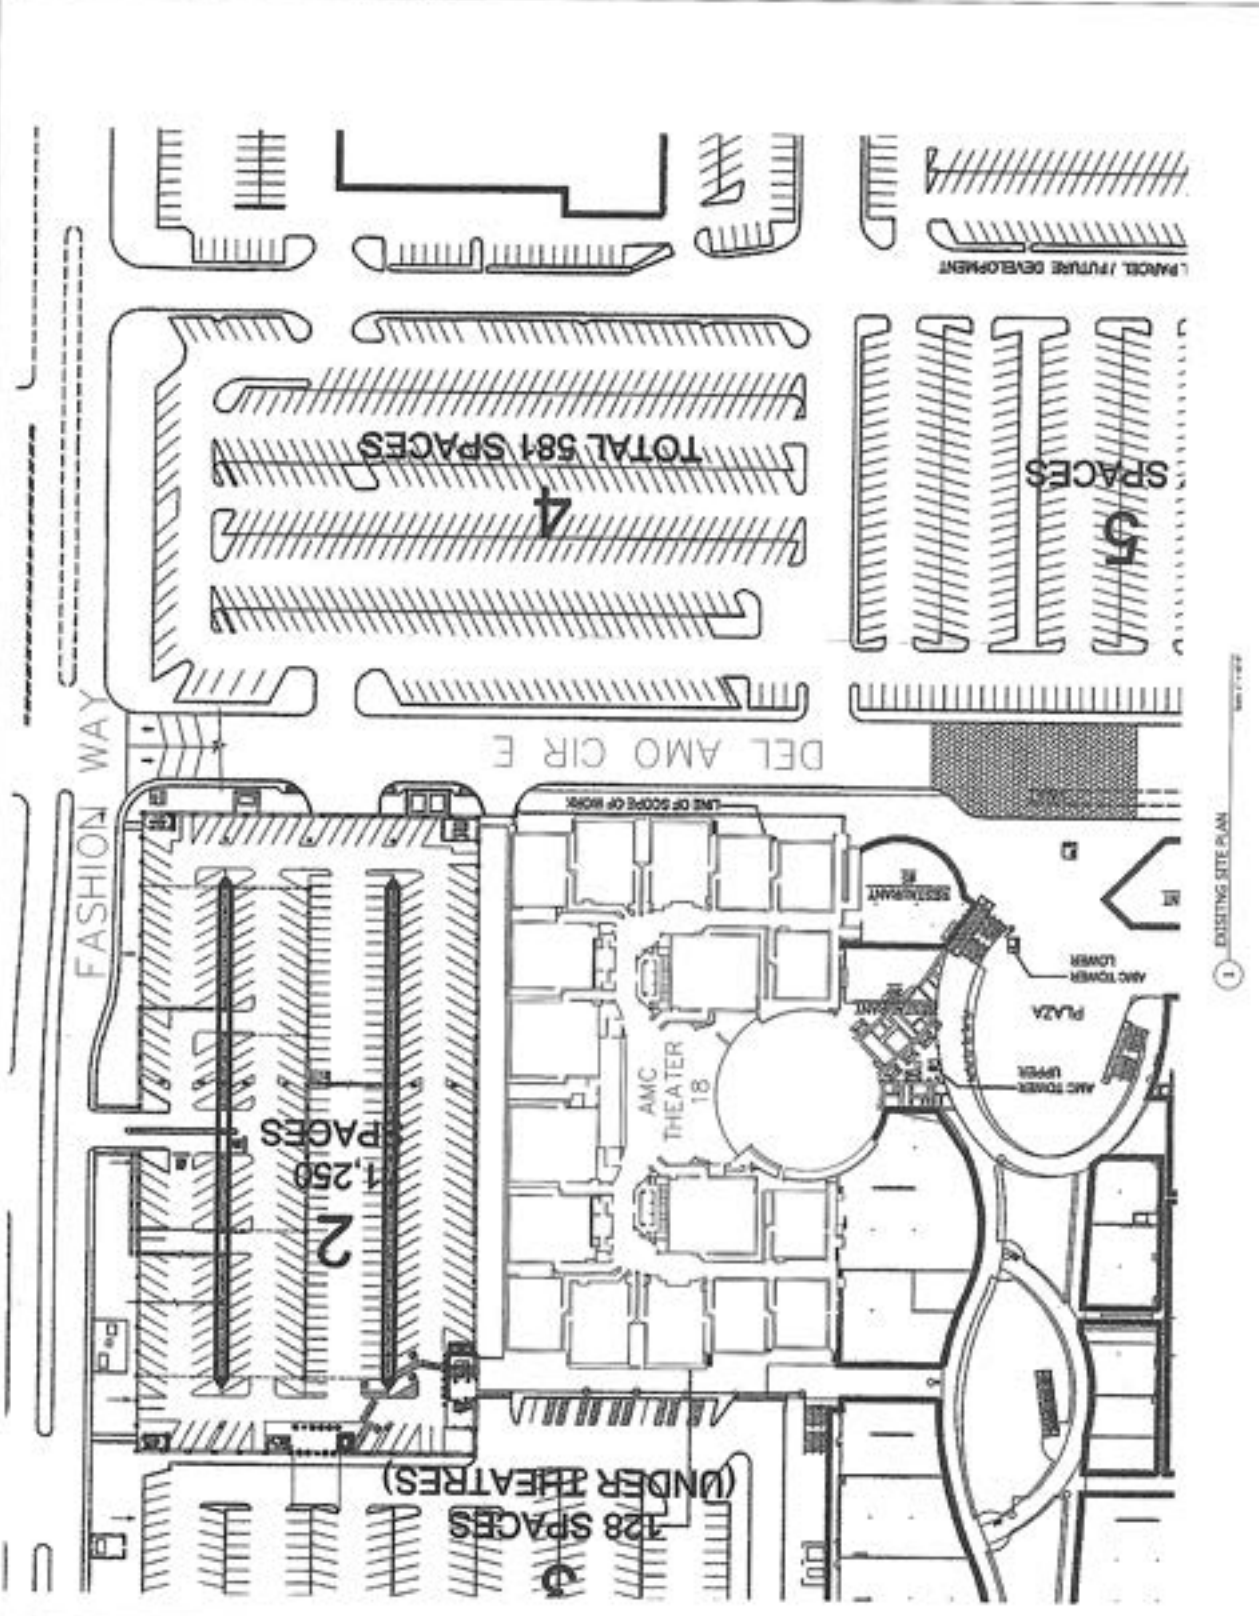 L PARCEL / FUTURE DEVELOPMENT
TOTAL 581 SPACES
4
SPACES
5
FASHION WAY
DEL AMO CIR E
LINE OF SCOPE OF WORK
RESTAURANT
AMC TOWER
LOWER
PLAZA
RESTAURANT
AMC TOWER
UPPER
AMC
THEATER
18
SPACES
1,250
2
(UNDER THEATRES)
128 SPACES
3
1
EXISITNG SITE PLAN